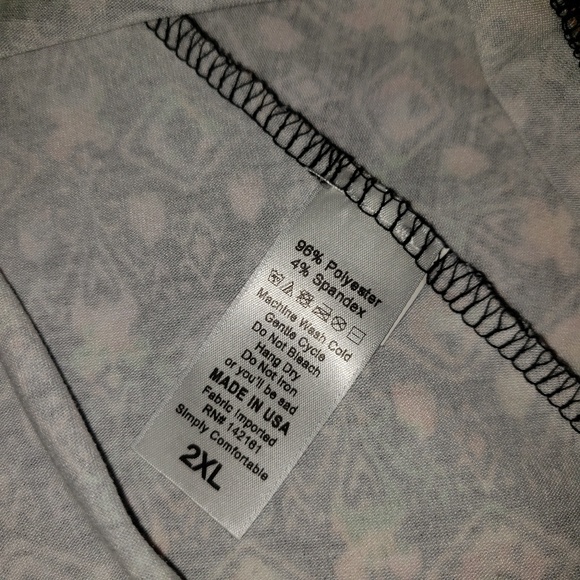 96% Polyester
4% Spandex
Machine Wash Cold
Gentle Cycle
Do Not Bleach
Hang Dry
Do Not Iron
or you'll be sad
MADE IN USA
Fabric Imported
RN# 142161
Simply Comfortable
2XL